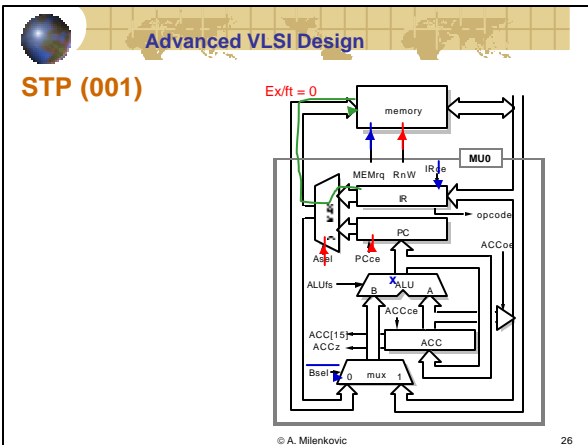 Advanced VLSI Design
STP (001)
Ex/ft = 0
memory
MU0
MEMrq RnW IRce
IR
opcode
PC
Asel PCce ACCoe
ALUfs
B ALU A
x
ACCce
ACC[15]
ACCz
ACC
Bsel
0 mux 1
© A. Milenkovic 26